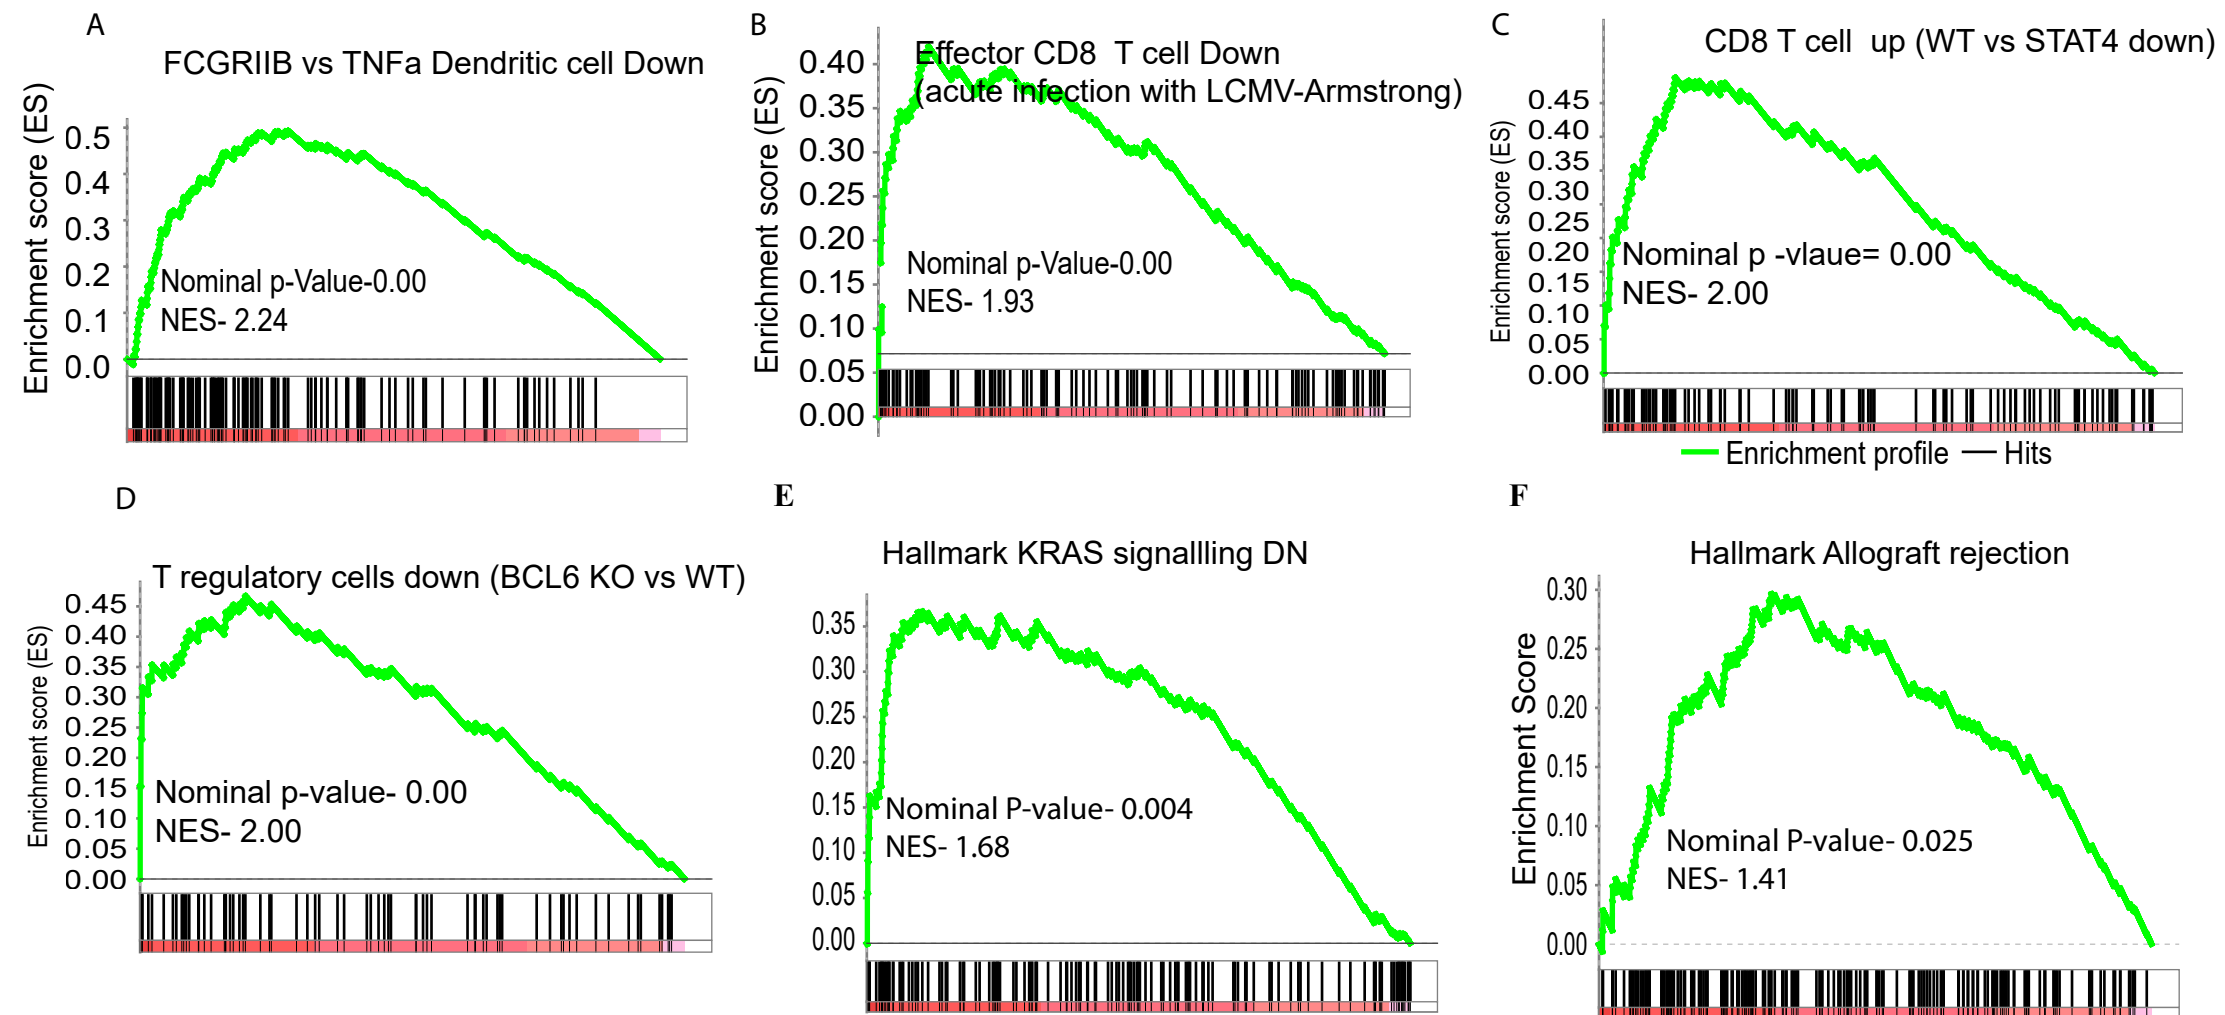 A
FCGRIIB vs TNFa Dendritic cell Down
Enrichment score (ES)
0.5
0.4
0.3
0.2
0.1
0.0
Nominal p-Value-0.00
NES- 2.24
B
Effector CD8 T cell Down
(acute infection with LCMV-Armstrong)
Enrichment score (ES)
0.40
0.35
0.30
0.25
0.20
0.15
0.10
0.05
0.00
Nominal p-Value-0.00
NES- 1.93
C
CD8 T cell up (WT vs STAT4 down)
Enrichment score (ES)
0.45
0.40
0.35
0.30
0.25
0.20
0.15
0.10
0.05
0.00
Nominal p -vlaue= 0.00
NES- 2.00
Enrichment profile
Hits
D
T regulatory cells down (BCL6 KO vs WT)
Enrichment score (ES)
0.45
0.40
0.35
0.30
0.25
0.20
0.15
0.10
0.05
0.00
Nominal p-value- 0.00
NES- 2.00
E
Hallmark KRAS signallling DN
0.35
0.30
0.25
0.20
0.15
0.10
0.05
0.00
Nominal P-value- 0.004
NES- 1.68
F
Hallmark Allograft rejection
Enrichment Score
0.30
0.25
0.20
0.15
0.10
0.05
0.00
Nominal P-value- 0.025
NES- 1.41